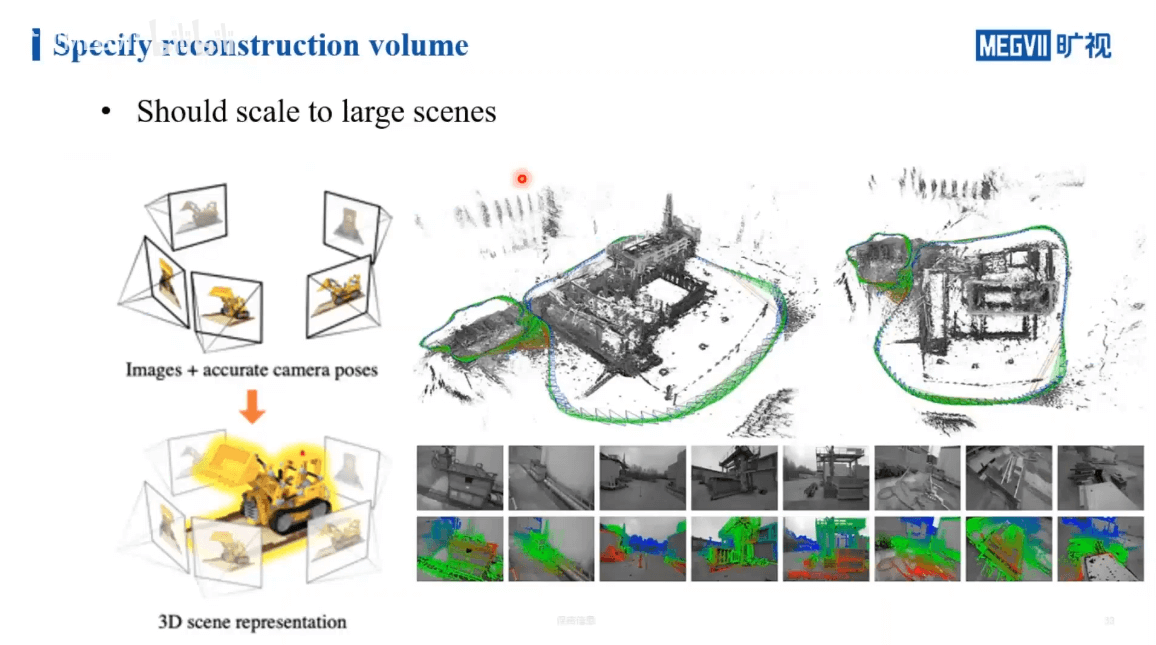 Specify reconstruction volume
MEGVII 旷视
• Should scale to large scenes
Images + accurate camera poses
3D scene representation